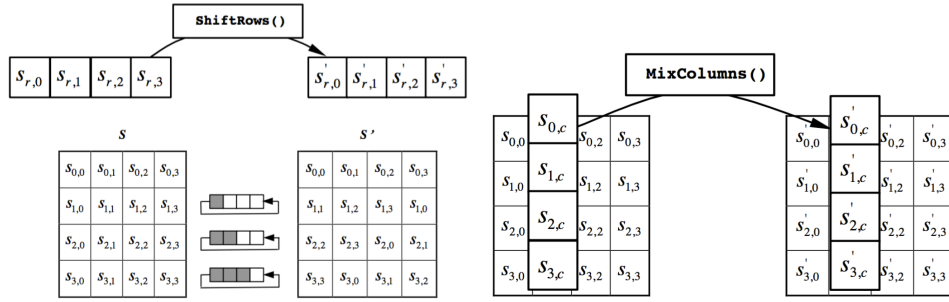 ShiftRows()
S_{r,0} S_{r,1} S_{r,2} S_{r,3}
S'_{r,0} S'_{r,1} S'_{r,2} S'_{r,3}
S
S_{0,0} S_{0,1} S_{0,2} S_{0,3}
S_{1,0} S_{1,1} S_{1,2} S_{1,3}
S_{2,0} S_{2,1} S_{2,2} S_{2,3}
S_{3,0} S_{3,1} S_{3,2} S_{3,3}
S'
S_{0,0} S_{0,1} S_{0,2} S_{0,3}
S_{1,1} S_{1,2} S_{1,3} S_{1,0}
S_{2,2} S_{2,3} S_{2,0} S_{2,1}
S_{3,3} S_{3,0} S_{3,1} S_{3,2}
MixColumns()
S_{0,0} S_{0,c} S_{0,2} S_{0,3}
S_{1,0} S_{1,c} S_{1,2} S_{1,3}
S_{2,0} S_{2,c} S_{2,2} S_{2,3}
S_{3,0} S_{3,c} S_{3,2} S_{3,3}
S'_{0,0} S'_{0,c} S'_{0,2} S'_{0,3}
S'_{1,0} S'_{1,c} S'_{1,2} S'_{1,3}
S'_{2,0} S'_{2,c} S'_{2,2} S'_{2,3}
S'_{3,0} S'_{3,c} S'_{3,2} S'_{3,3}